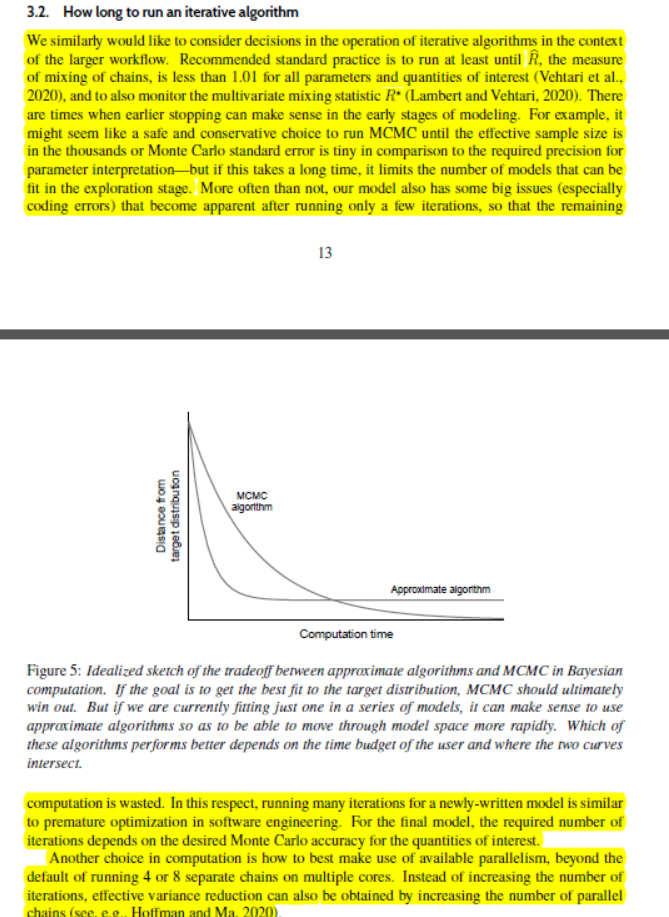 3.2. How long to run an iterative algorithm
We similarly would like to consider decisions in the operation of iterative algorithms in the context
of the larger workflow. Recommended standard practice is to run at least until R̂, the measure
of mixing of chains, is less than 1.01 for all parameters and quantities of interest (Vehtari et al.,
2020), and to also monitor the multivariate mixing statistic R* (Lambert and Vehtari, 2020). There
are times when earlier stopping can make sense in the early stages of modeling. For example, it
might seem like a safe and conservative choice to run MCMC until the effective sample size is
in the thousands or Monte Carlo standard error is tiny in comparison to the required precision for
parameter interpretation—but if this takes a long time, it limits the number of models that can be
fit in the exploration stage. More often than not, our model also has some big issues (especially
coding errors) that become apparent after running only a few iterations, so that the remaining
13
Distance from
target distribution
MCMC
algorithm
Approximate algorithm
Computation time
Figure 5: Idealized sketch of the tradeoff between approximate algorithms and MCMC in Bayesian
computation. If the goal is to get the best fit to the target distribution, MCMC should ultimately
win out. But if we are currently fitting just one in a series of models, it can make sense to use
approximate algorithms so as to be able to move through model space more rapidly. Which of
these algorithms performs better depends on the time budget of the user and where the two curves
intersect.
computation is wasted. In this respect, running many iterations for a newly-written model is similar
to premature optimization in software engineering. For the final model, the required number of
iterations depends on the desired Monte Carlo accuracy for the quantities of interest.
Another choice in computation is how to best make use of available parallelism, beyond the
default of running 4 or 8 separate chains on multiple cores. Instead of increasing the number of
iterations, effective variance reduction can also be obtained by increasing the number of parallel
chains (see, e.g., Hoffman and Ma, 2020).